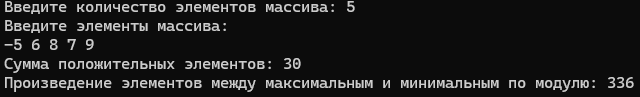 Введите количество элементов массива: 5
Введите элементы массива:
-5 6 8 7 9
Сумма положительных элементов: 30
Произведение элементов между максимальным и минимальным по модулю: 336